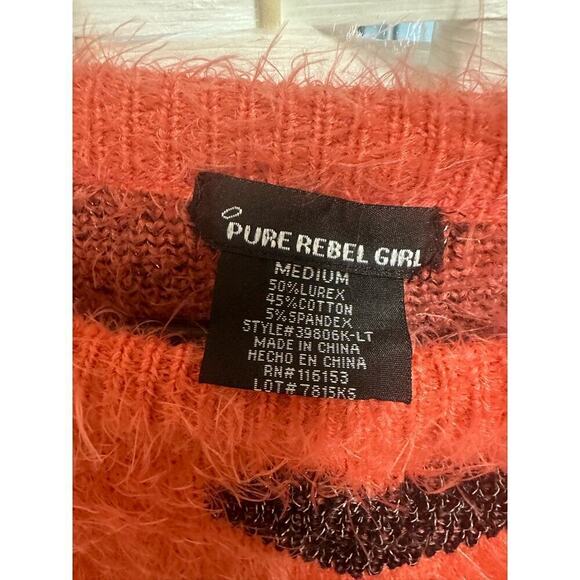 PURE REBEL GIRL
MEDIUM
50%LUREX
45%COTTON
5%SPANDEX
STYLE#39806K-LT
MADE IN CHINA
HECHO EN CHINA
RN#116153
LOT#7815KS